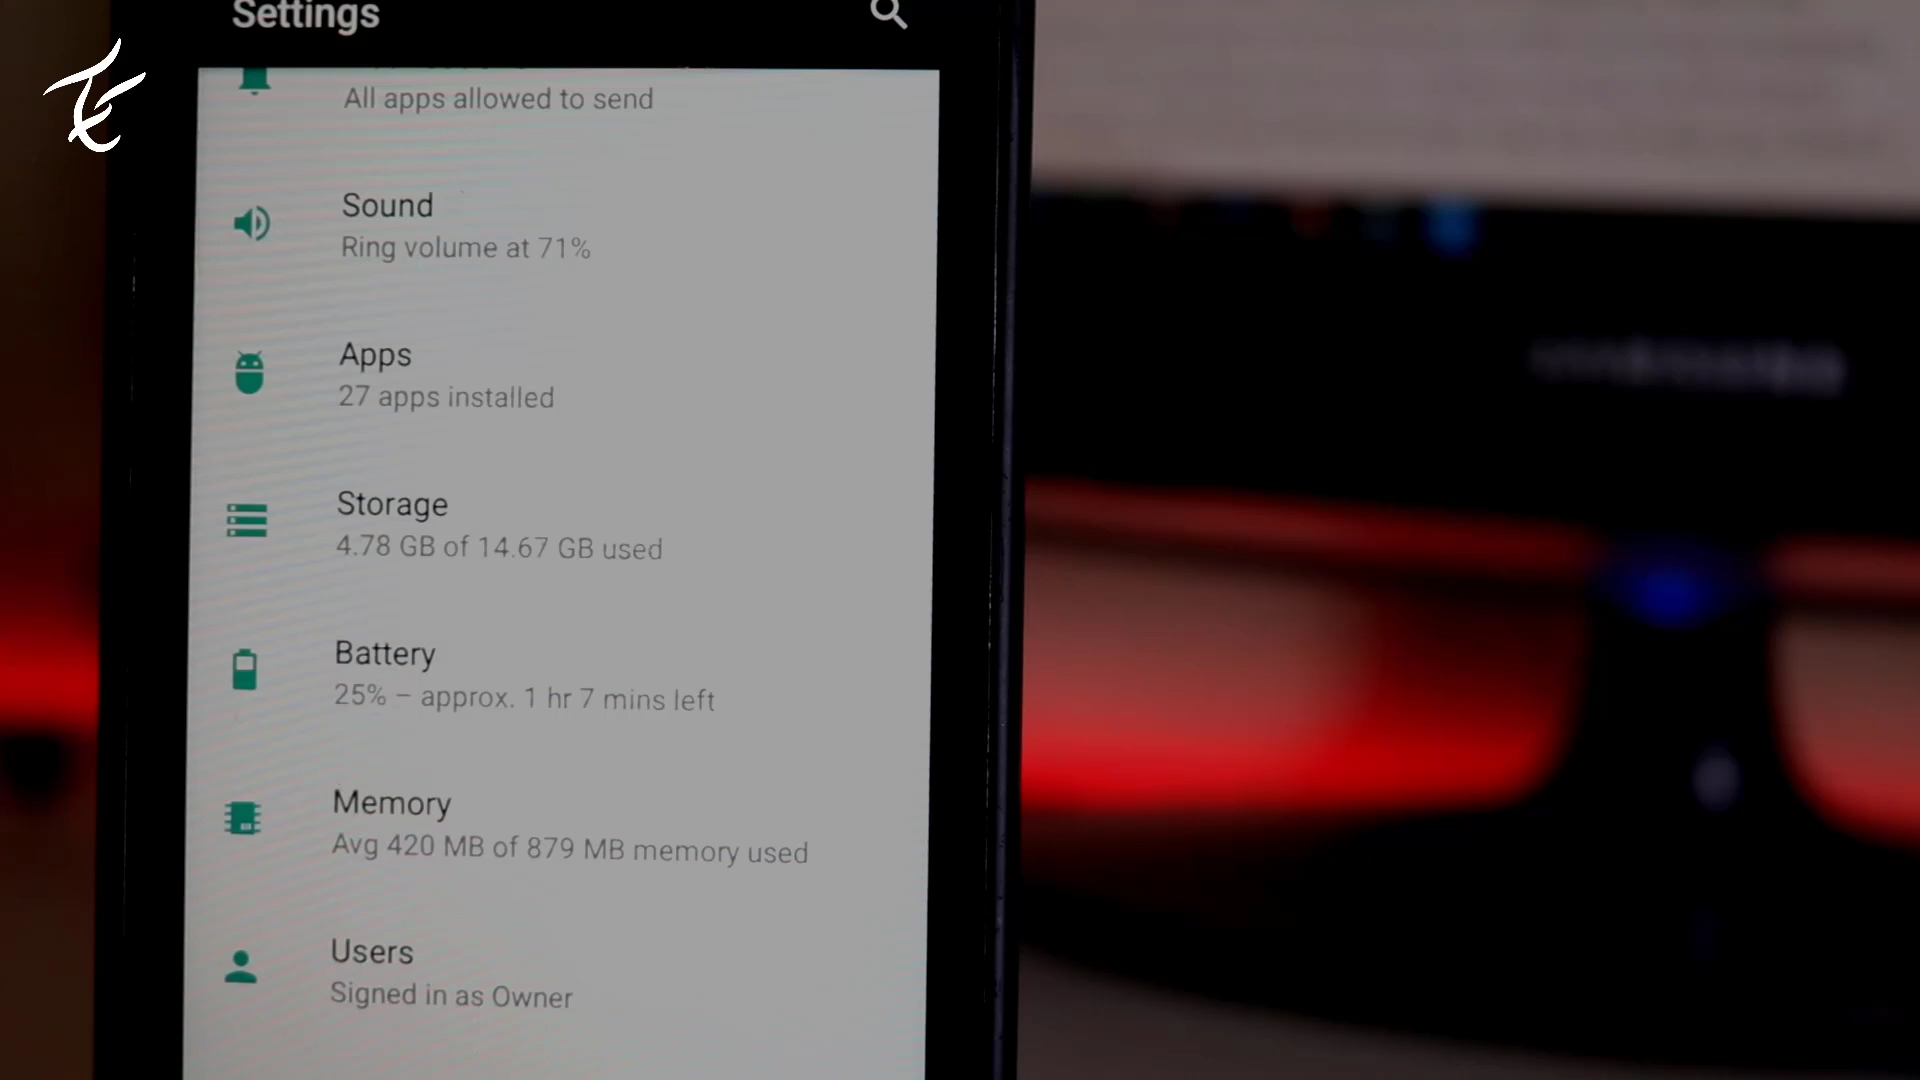 Settings
All apps allowed to send
Sound
Ring volume at 71%
Apps
27 apps installed
Storage
4.78 GB of 14.67 GB used
Battery
25% – approx. 1 hr 7 mins left
Memory
Avg 420 MB of 879 MB memory used
Users
Signed in as Owner